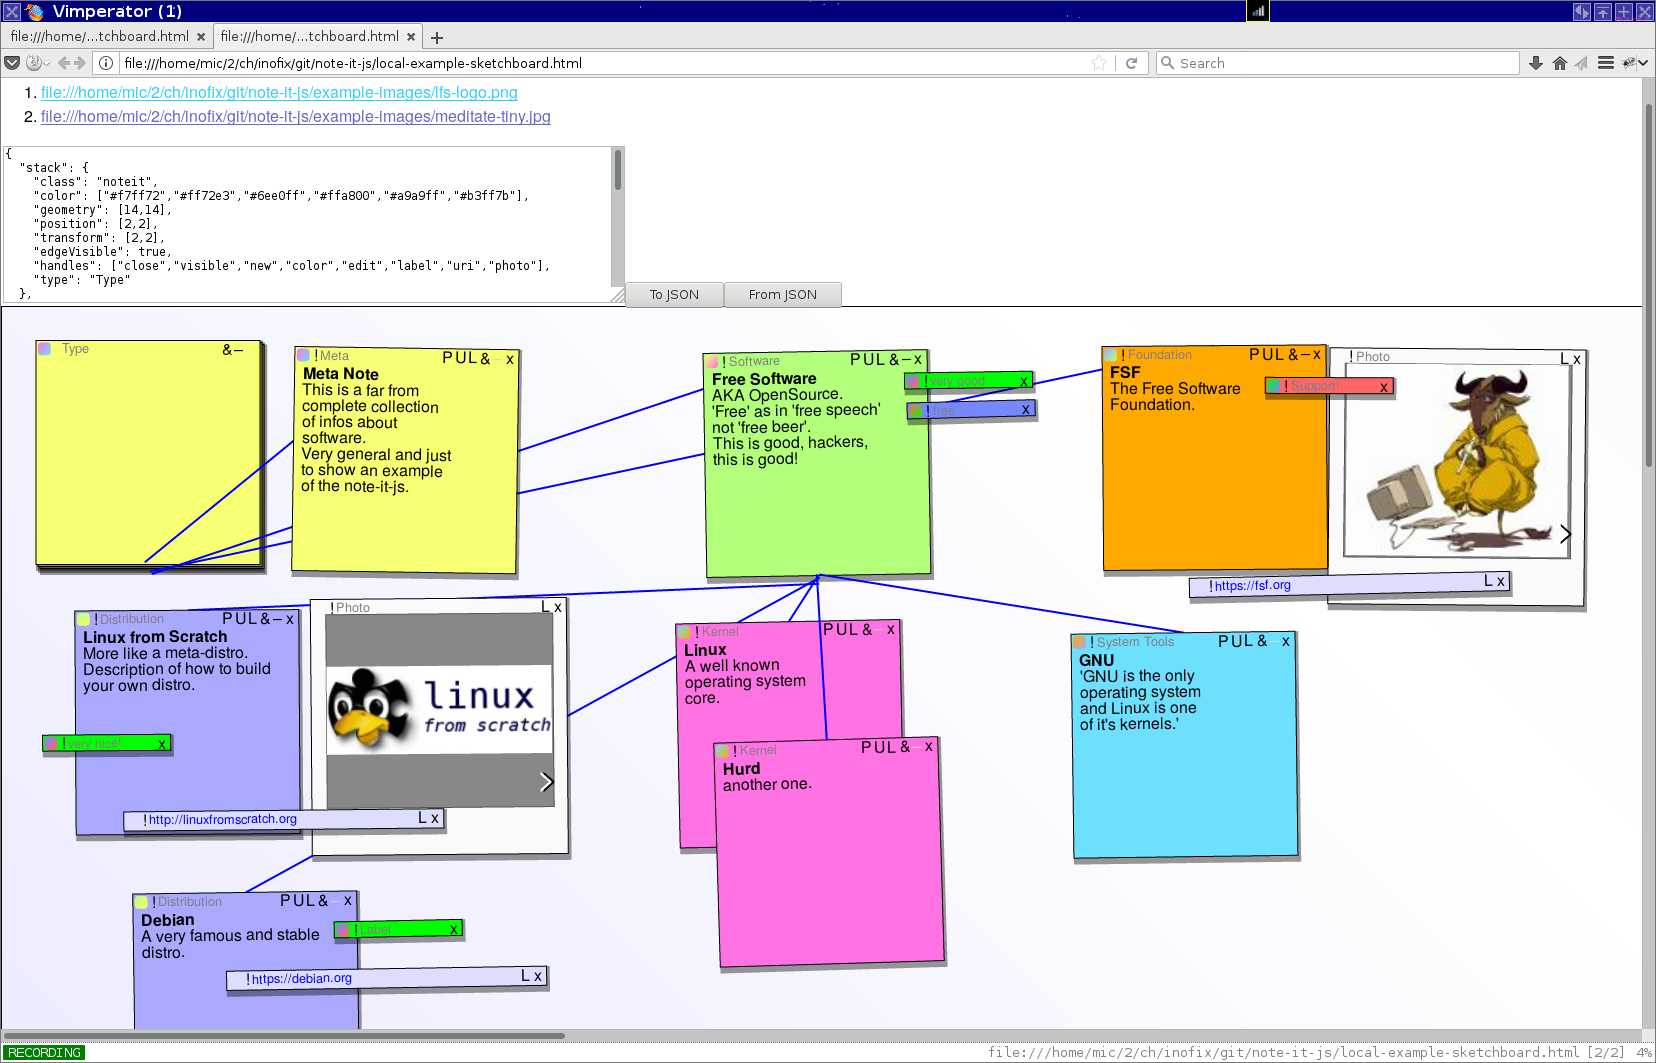 Vimperator (1)
file:///home/...tchboard.html x
file:///home/...tchboard.html x +
file:///home/mic/2/ch/inofix/git/note-it-js/local-example-sketchboard.html
Search
1. file:///home/mic/2/ch/inofix/git/note-it-js/example-images/lfs-logo.png
2. file:///home/mic/2/ch/inofix/git/note-it-js/example-images/meditate-tiny.jpg
{
"stack": {
"class": "noteit",
"color": ["#f7ff72","#ff72e3","#6ee0ff","#ffa800","#a9a9ff","#b3ff7b"],
"geometry": [14,14],
"position": [2,2],
"transform": [2,2],
"edgeVisible": true,
"handles": ["close","visible","new","color","edit","label","uri","photo"],
"type": "Type"
},
To JSON
From JSON
Type &–
!Meta PUL&– x
Meta Note
This is a far from
complete collection
of infos about
software.
Very general and just
to show an example
of the note-it-js.
!Software PUL&–x
Free Software
AKA OpenSource.
'Free' as in 'free speech'
not 'free beer'.
This is good, hackers,
this is good!
!very good x
!free x
!Foundation PUL&–x
FSF
The Free Software
Foundation.
!Support! x
!Photo L x
!https://fsf.org L x
!Distribution PUL&–x
Linux from Scratch
More like a meta-distro.
Description of how to build
your own distro.
!very nice! x
!Photo L x
linux
from scratch
!http://linuxfromscratch.org L x
!Kernel PUL&– x
Linux
A well known
operating system
core.
!Kernel PUL&– x
Hurd
another one.
!System Tools PUL& x
GNU
'GNU is the only
operating system
and Linux is one
of it's kernels.'
!Distribution PUL&– x
Debian
A very famous and stable
distro.
!Label x
!https://debian.org L x
RECORDING
file:///home/mic/2/ch/inofix/git/note-it-js/local-example-sketchboard.html [2/2] 4%